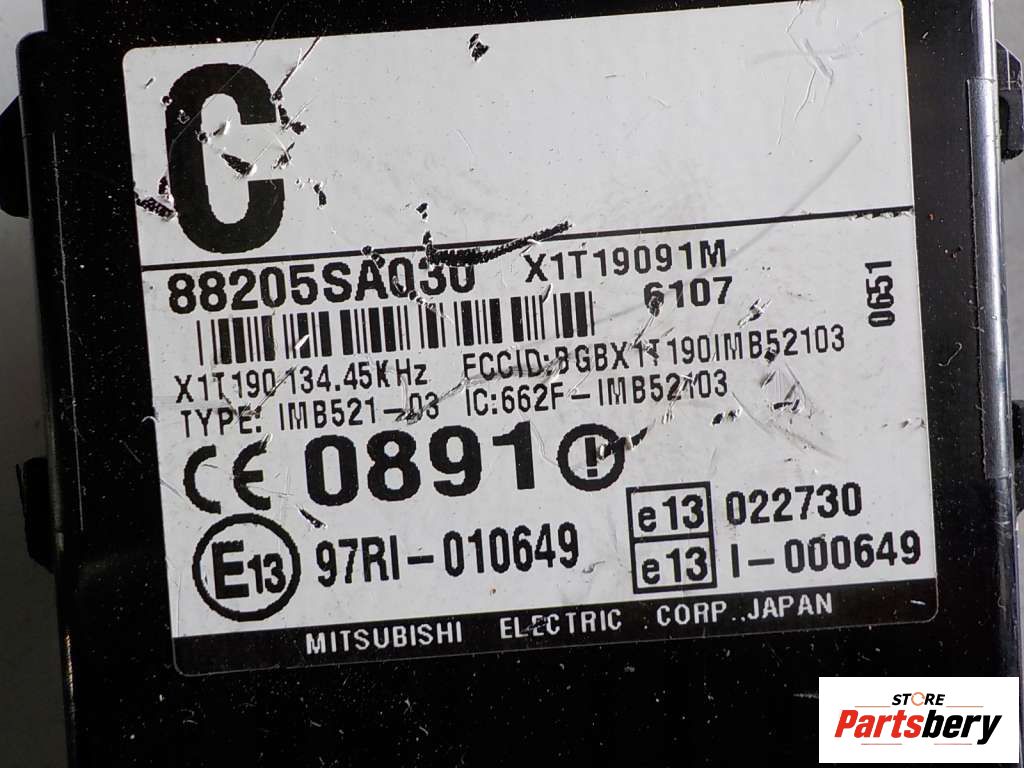 C
88205SA030 X1T19091M
6107
0651
X1T190 134.45KHz FCCID:BGBX1T190IMB52103
TYPE: IMB521-03 IC:662F-IMB52103
CE 0891 !
E13 97RI-010649
e13 022730
e13 I-000649
MITSUBISHI ELECTRIC CORP., JAPAN
STORE
Partsbery